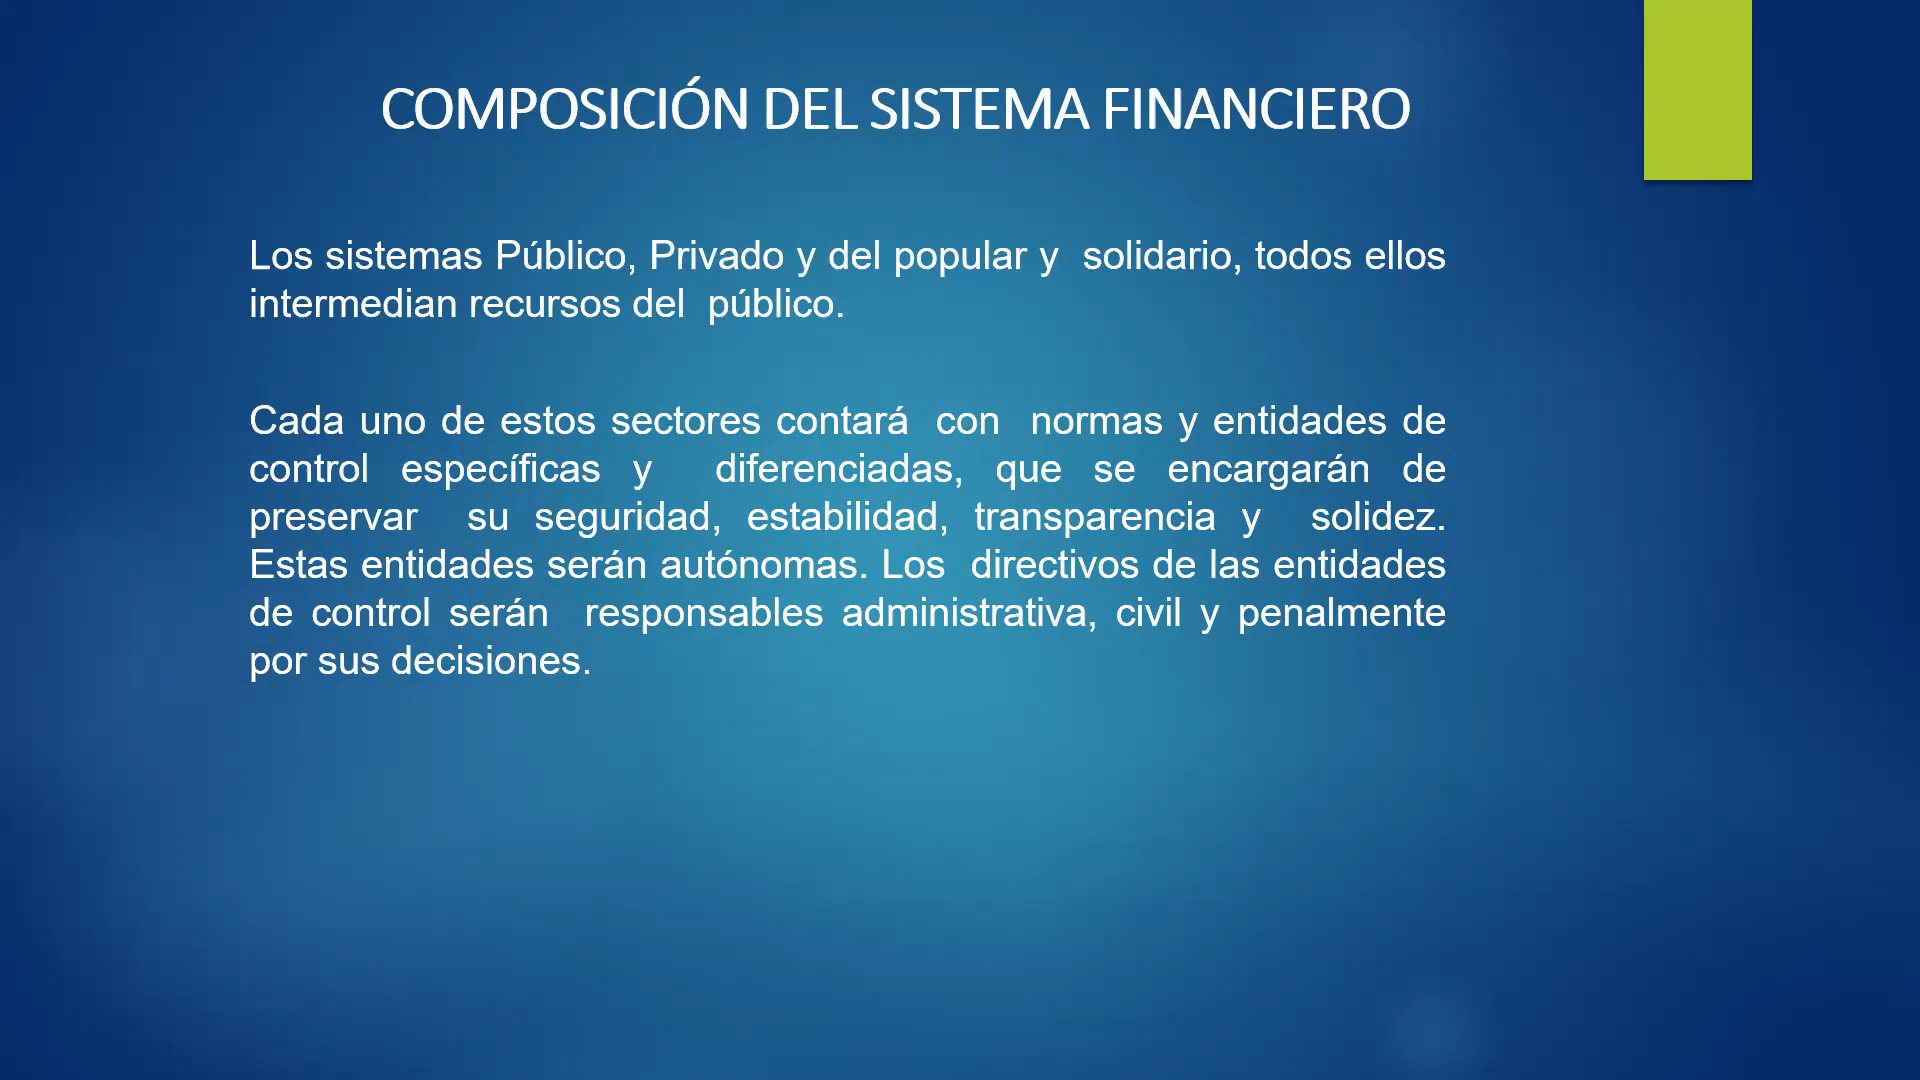 COMPOSICIÓN DEL SISTEMA FINANCIERO
Los sistemas Público, Privado y del popular y solidario, todos ellos
intermedian recursos del público.
Cada uno de estos sectores contará con normas y entidades de
control específicas y diferenciadas, que se encargarán de
preservar su seguridad, estabilidad, transparencia y solidez.
Estas entidades serán autónomas. Los directivos de las entidades
de control serán responsables administrativa, civil y penalmente
por sus decisiones.